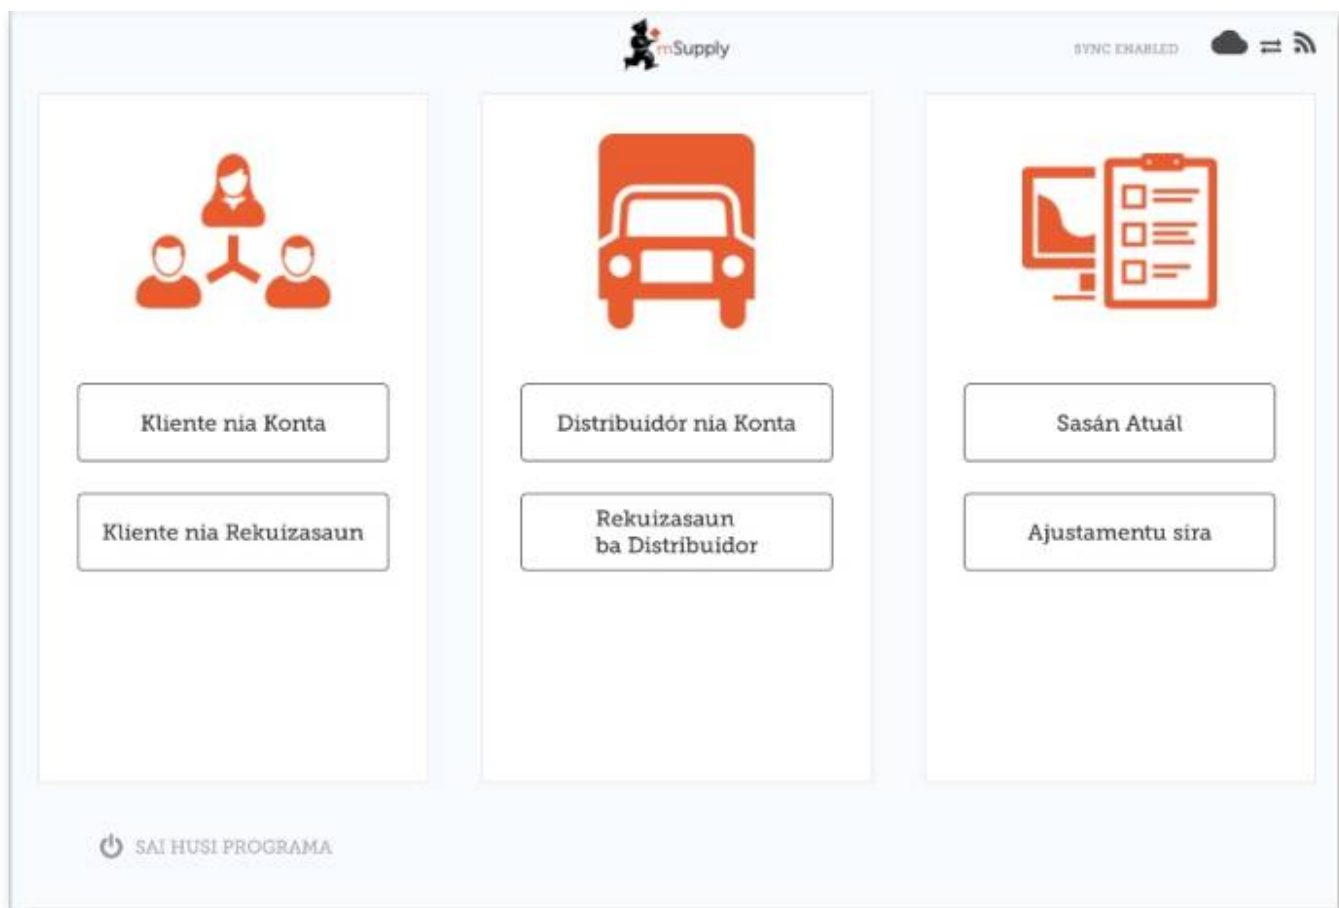 mSupply
SYNC ENABLED
Kliente nia Konta
Kliente nia Rekuizasaun
Distribuidór nia Konta
Rekuizasaun
ba Distribuidor
Sasán Atuál
Ajustamentu sira
SAI HUSI PROGRAMA